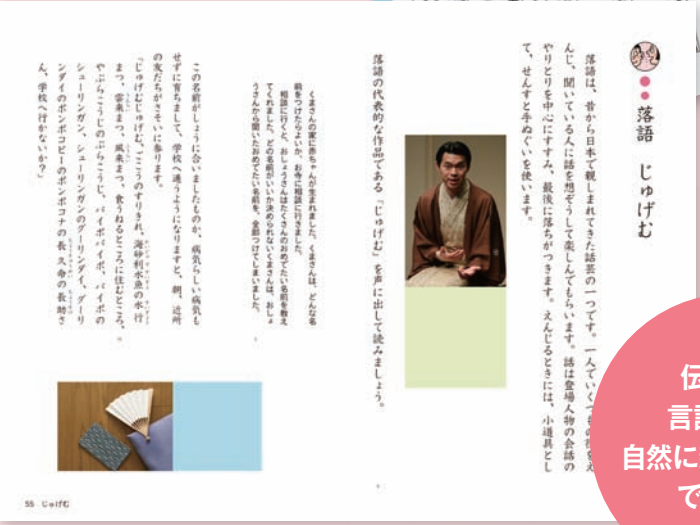 落語　じゅげむ
落語は、昔から日本で親しまれてきた話芸の一つです。一人でいく
んじ、聞いている人に話を想ぞうして楽しんでもらいます。話は登場人物の会話の
やりとりを中心にすすみ、最後に落ちがつきます。えんじるときには、小道具とし
て、せんすと手ぬぐいを使います。
落語の代表的な作品である「じゅげむ」を声に出して読みましょう。
くまさんの家に赤ちゃんが生まれました。くまさんは、どんな名
前をつけたらよいか、お寺に相談に行きました。
相談に行くと、おしょうさんはたくさんのおめでたい名前を教え
てくれました。どの名前がいいか決められないくまさんは、おしょ
うさんから聞いたおめでたい名前を、全部つけてしまいました。
この名前がしょうに合いましたものか、病気らしい病気も
せずに育ちまして、学校へ通うようになりますと、朝、近所
の友だちがさそいに参ります。
「じゅげむじゅげむ、ごこうのすりきれ、海砂利水魚の水行
まつ、雲来まつ、風来まつ、食うねるところに住むところ、
やぶらこうじのぶらこうじ、パイポパイポ、パイポの
シューリンガン、シューリンガンのグーリンダイ、グーリ
ンダイのポンポコピーのポンポコナの長久命の長助さ
ん、学校へ行かないか？」
55　じゅげむ
伝
言
自然に
で